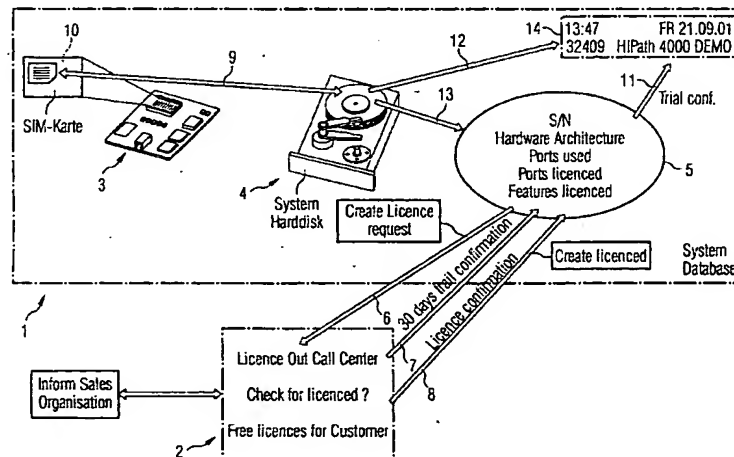 10
9
12
14
13:47 FR 21.09.01
32409 HiPath 4000 DEMO
SIM-Karte
3
13
11
Trial conf.
S/N
Hardware Architecture
Ports used
Ports licenced
Features licenced
5
4
System
Harddisk
Create Licence
request
30 days frail confirmation
Licence confirmation
Create licenced
System
Database
1
6
7
8
Licence Out Call Center
Check for licenced ?
Free licences for Customer
Inform Sales
Organisation
2